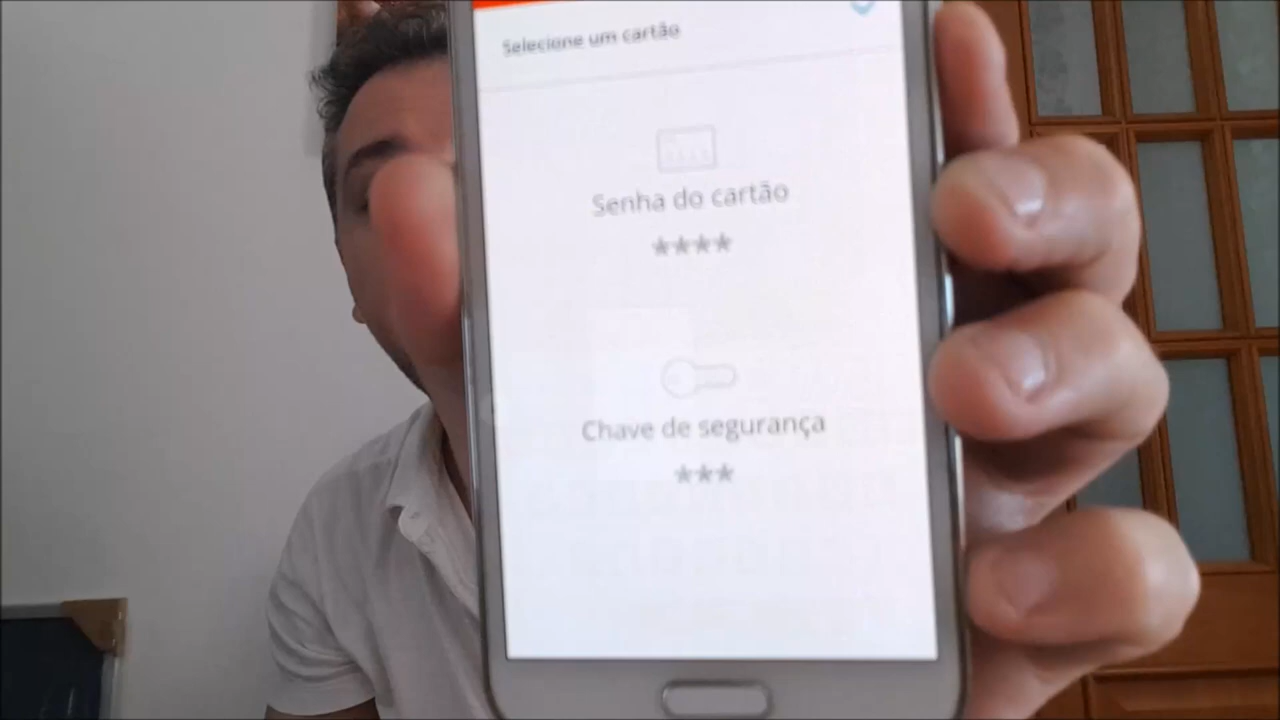 Selecione um cartão
Senha do cartão
****
Chave de segurança
***